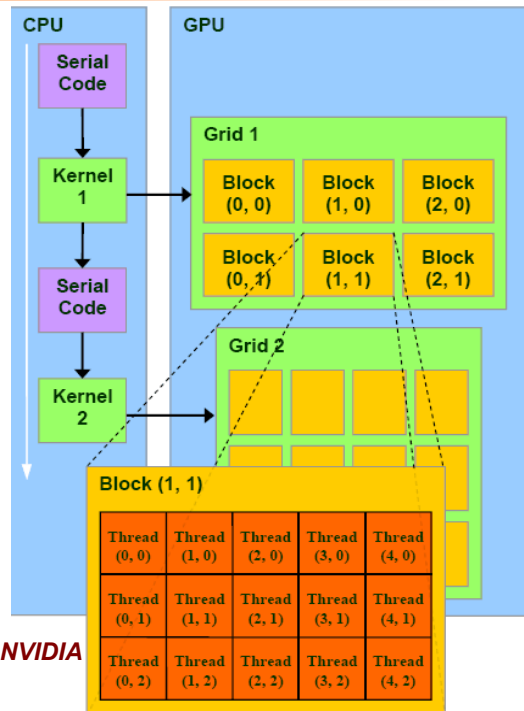 CPU
GPU
Serial
Code
Grid 1
Kernel
1
Block
(0, 0)
Block
(1, 0)
Block
(2, 0)
Serial
Code
Block
(0, 1)
Block
(1, 1)
Block
(2, 1)
Grid 2
Kernel
2
Block (1, 1)
Thread
(0, 0)
Thread
(1, 0)
Thread
(2, 0)
Thread
(3, 0)
Thread
(4, 0)
Thread
(0, 1)
Thread
(1, 1)
Thread
(2, 1)
Thread
(3, 1)
Thread
(4, 1)
NVIDIA
Thread
(0, 2)
Thread
(1, 2)
Thread
(2, 2)
Thread
(3, 2)
Thread
(4, 2)